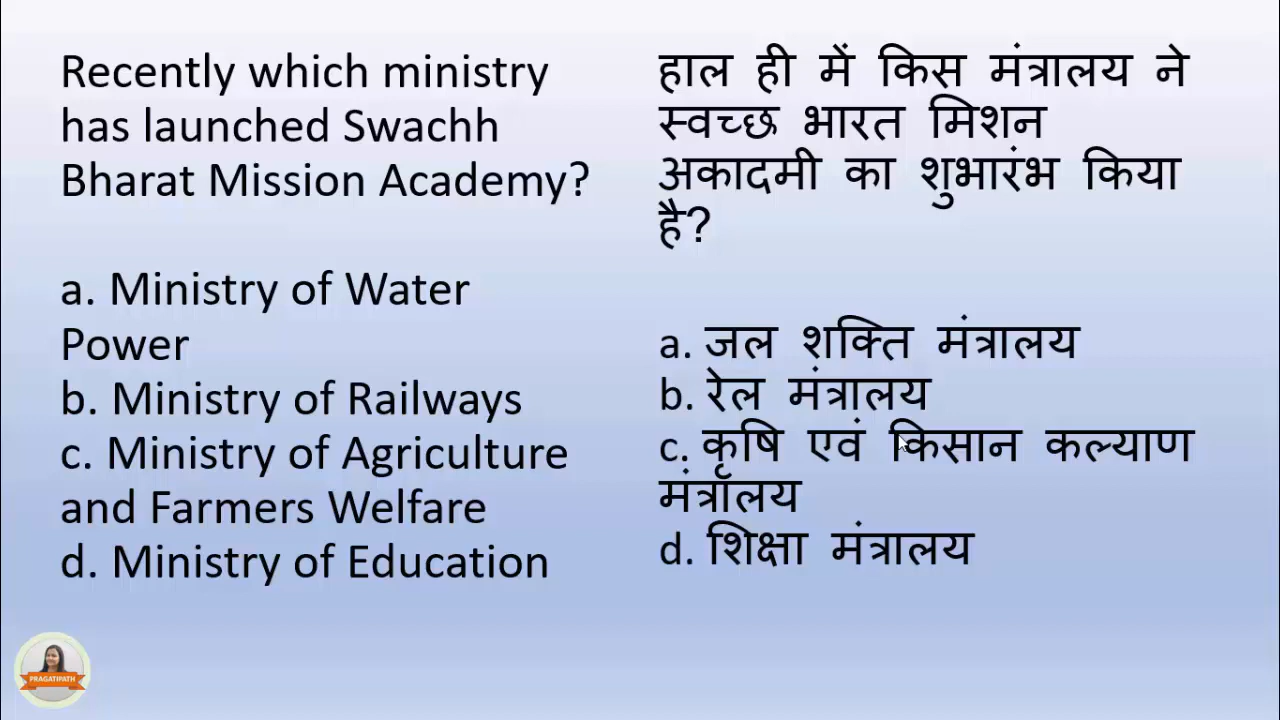 Recently which ministry
has launched Swachh
Bharat Mission Academy?
a. Ministry of Water
Power
b. Ministry of Railways
c. Ministry of Agriculture
and Farmers Welfare
d. Ministry of Education
हाल ही में किस मंत्रालय ने
स्वच्छ भारत मिशन
अकादमी का शुभारंभ किया
है?
a. जल शक्ति मंत्रालय
b. रेल मंत्रालय
c. कृषि एवं किसान कल्याण
मंत्रालय
d. शिक्षा मंत्रालय
PRAGATIPATH